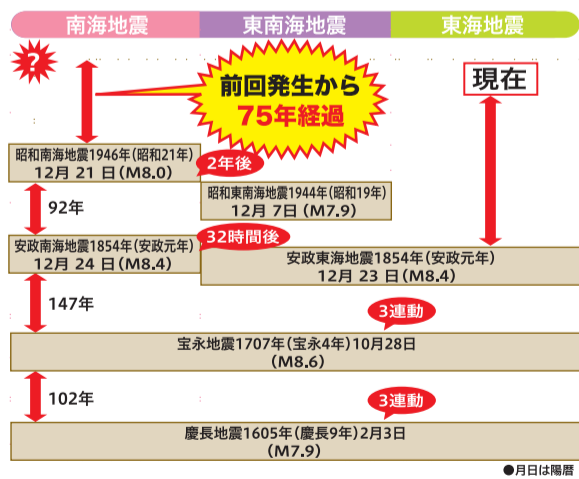 南海地震
東南海地震
東海地震
?
前回発生から
75年経過
現在
昭和南海地震1946年(昭和21年)
12月 21 日(M8.0)
2年後
昭和東南海地震1944年(昭和19年)
12月 7日(M7.9)
92年
32時間後
安政南海地震1854年(安政元年)
12月 24 日(M8.4)
安政東海地震1854年(安政元年)
12月 23 日(M8.4)
147年
3連動
宝永地震1707年(宝永4年)10月28日
(M8.6)
102年
3連動
慶長地震1605年(慶長9年)2月3日
(M7.9)
●月日は陽暦